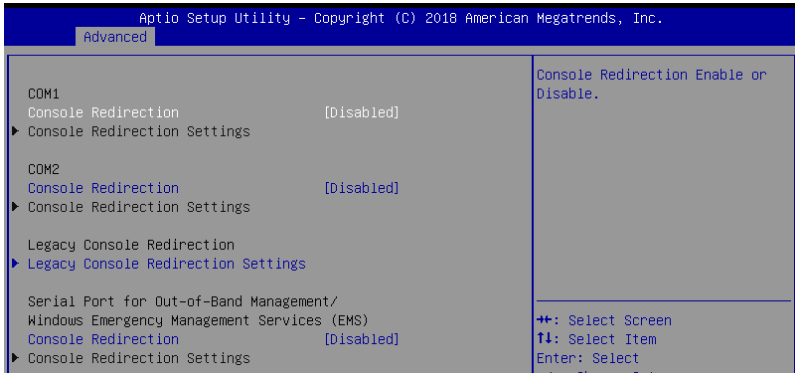 Aptio Setup Utility – Copyright (C) 2018 American Megatrends, Inc.
Advanced
COM1
Console Redirection [Disabled]
Console Redirection Settings
COM2
Console Redirection [Disabled]
Console Redirection Settings
Legacy Console Redirection
Legacy Console Redirection Settings
Serial Port for Out-of-Band Management/
Windows Emergency Management Services (EMS)
Console Redirection [Disabled]
Console Redirection Settings
Console Redirection Enable or
Disable.
→←: Select Screen
↑↓: Select Item
Enter: Select